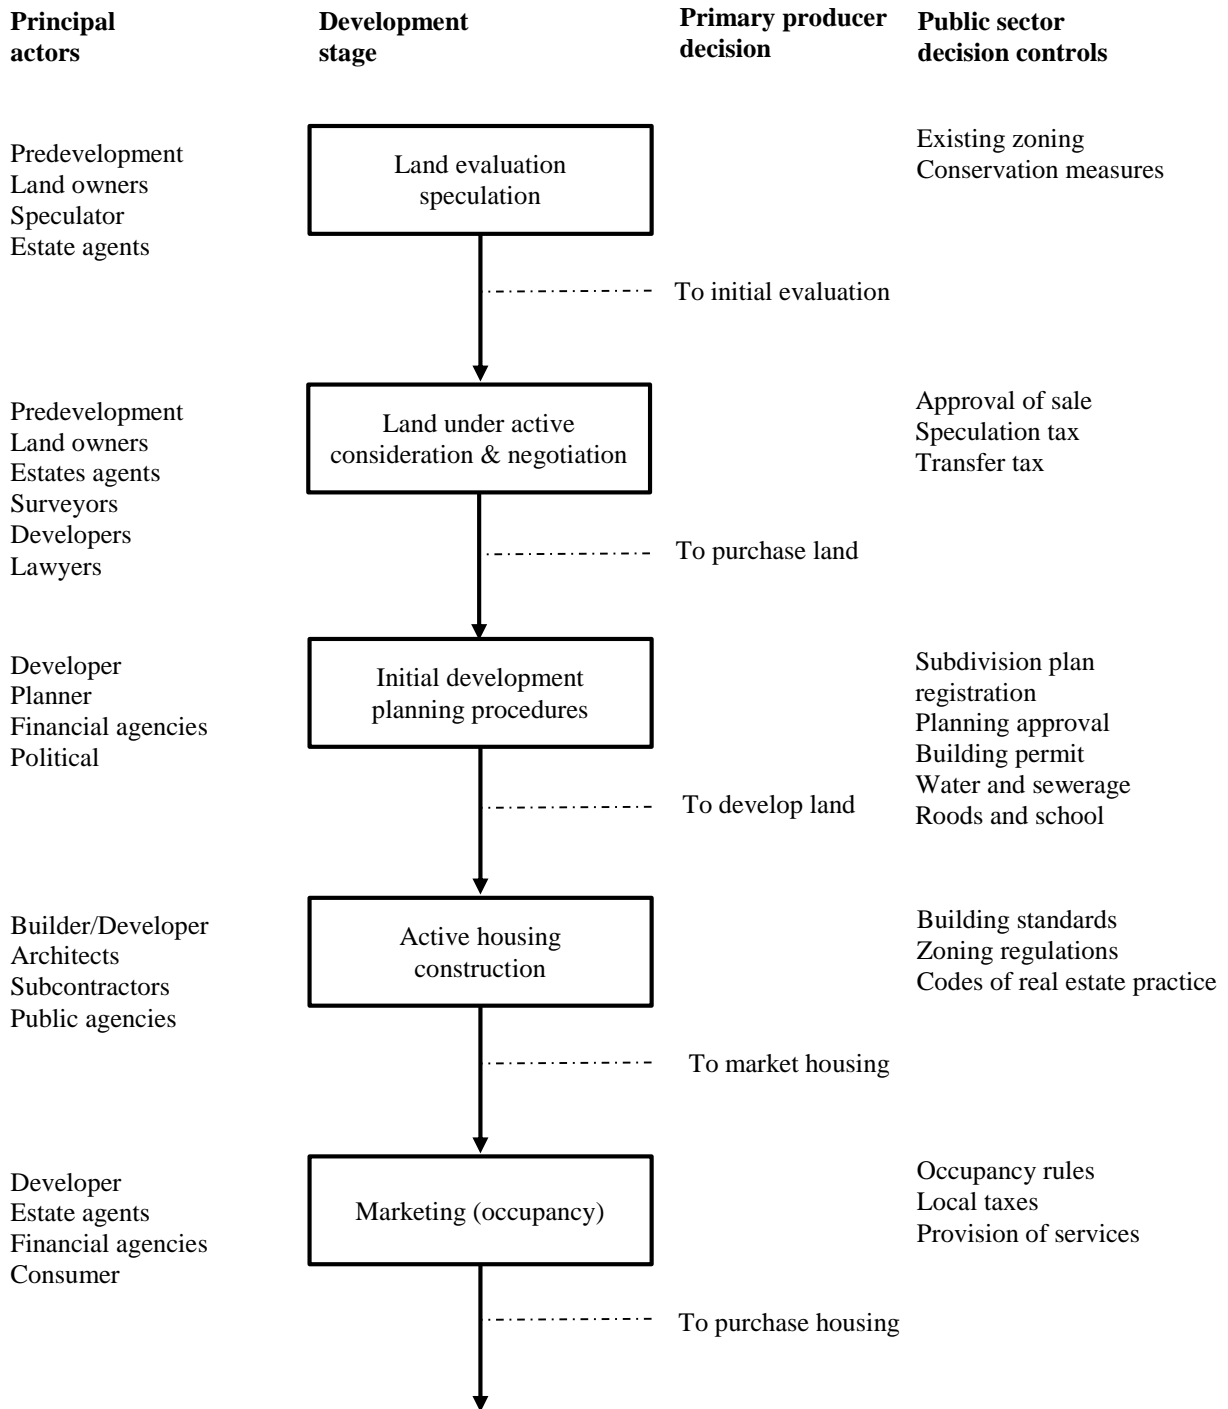 Principal
actors
Development
stage
Primary producer
decision
Public sector
decision controls
Predevelopment
Land owners
Speculator
Estate agents
Land evaluation
speculation
Existing zoning
Conservation measures
To initial evaluation
Predevelopment
Land owners
Estates agents
Surveyors
Developers
Lawyers
Land under active
consideration & negotiation
Approval of sale
Speculation tax
Transfer tax
To purchase land
Developer
Planner
Financial agencies
Political
Initial development
planning procedures
Subdivision plan
registration
Planning approval
Building permit
Water and sewerage
Roods and school
To develop land
Builder/Developer
Architects
Subcontractors
Public agencies
Active housing
construction
Building standards
Zoning regulations
Codes of real estate practice
To market housing
Developer
Estate agents
Financial agencies
Consumer
Marketing (occupancy)
Occupancy rules
Local taxes
Provision of services
To purchase housing